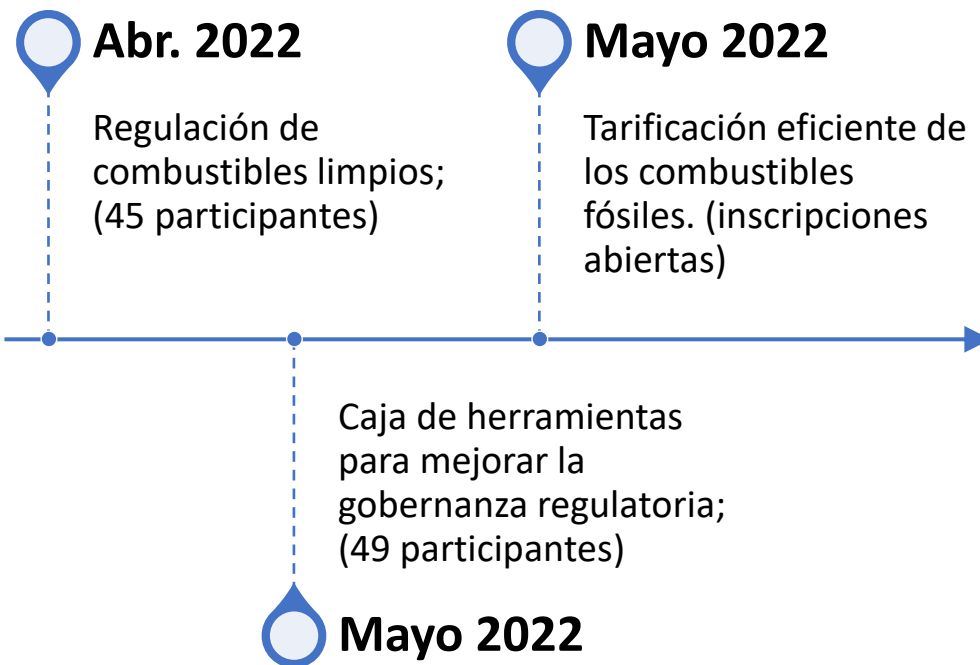 Abr. 2022
Regulación de
combustibles limpios;
(45 participantes)
Mayo 2022
Tarificación eficiente de
los combustibles
fósiles. (inscripciones
abiertas)
Caja de herramientas
para mejorar la
gobernanza regulatoria;
(49 participantes)
Mayo 2022